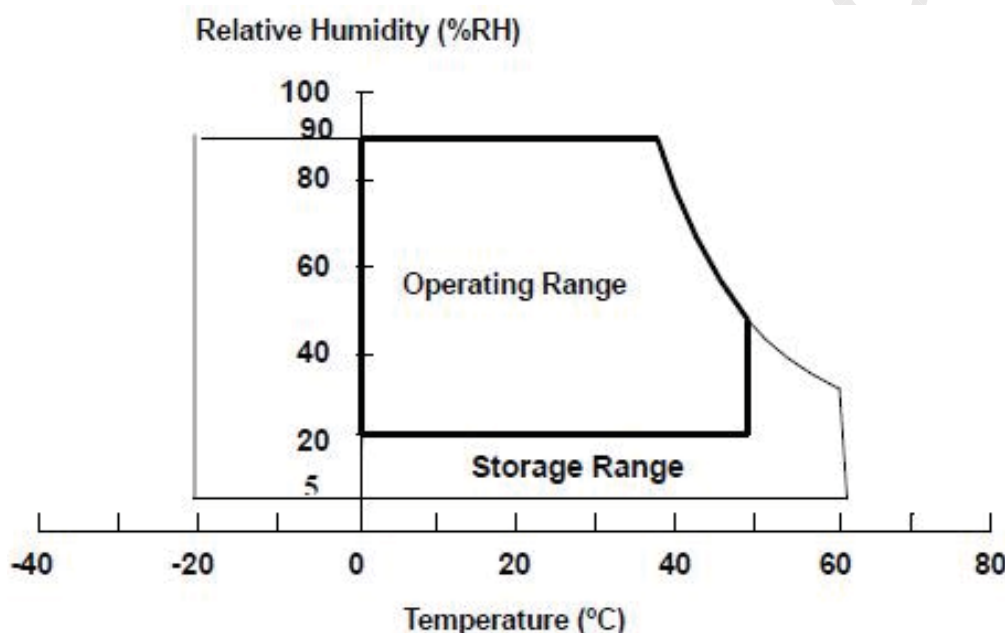 Relative Humidity (%RH)
100
90
80
60
Operating Range
40
20
Storage Range
5
-40 -20 0 20 40 60 80
Temperature (ºC)